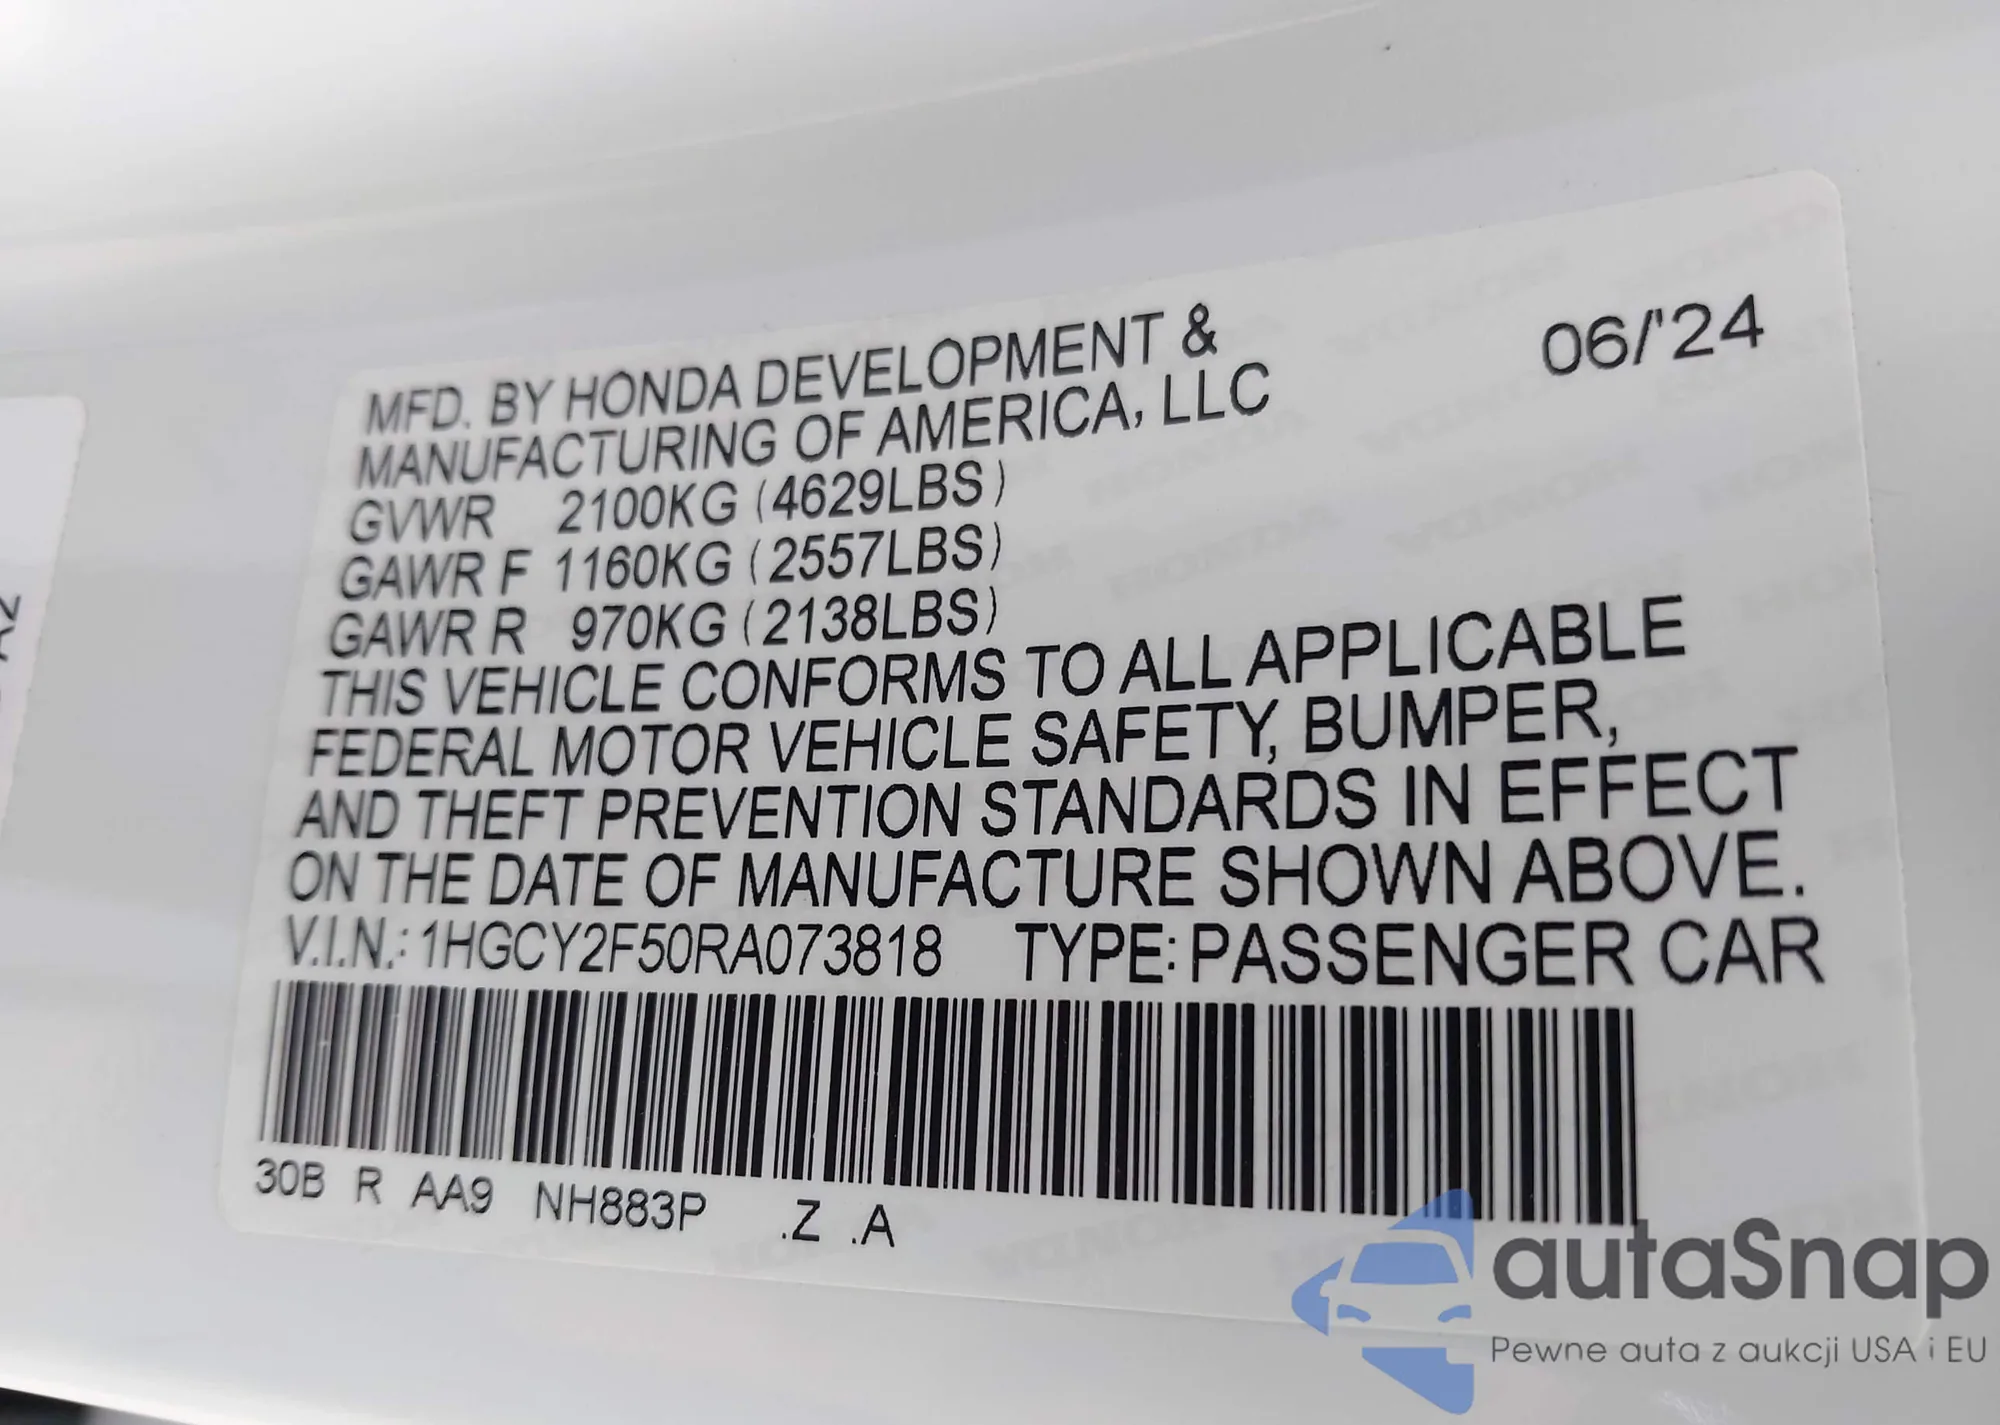 MFD. BY HONDA DEVELOPMENT &
MANUFACTURING OF AMERICA, LLC
06/'24
GVWR 2100KG (4629LBS)
GAWR F 1160KG (2557LBS)
GAWR R 970KG (2138LBS)
THIS VEHICLE CONFORMS TO ALL APPLICABLE
FEDERAL MOTOR VEHICLE SAFETY, BUMPER,
AND THEFT PREVENTION STANDARDS IN EFFECT
ON THE DATE OF MANUFACTURE SHOWN ABOVE.
V.I.N.: 1HGCY2F50RA073818 TYPE: PASSENGER CAR
30B R AA9 NH883P .Z .A
autaSnap
Pewne auta z aukcji USA i EU